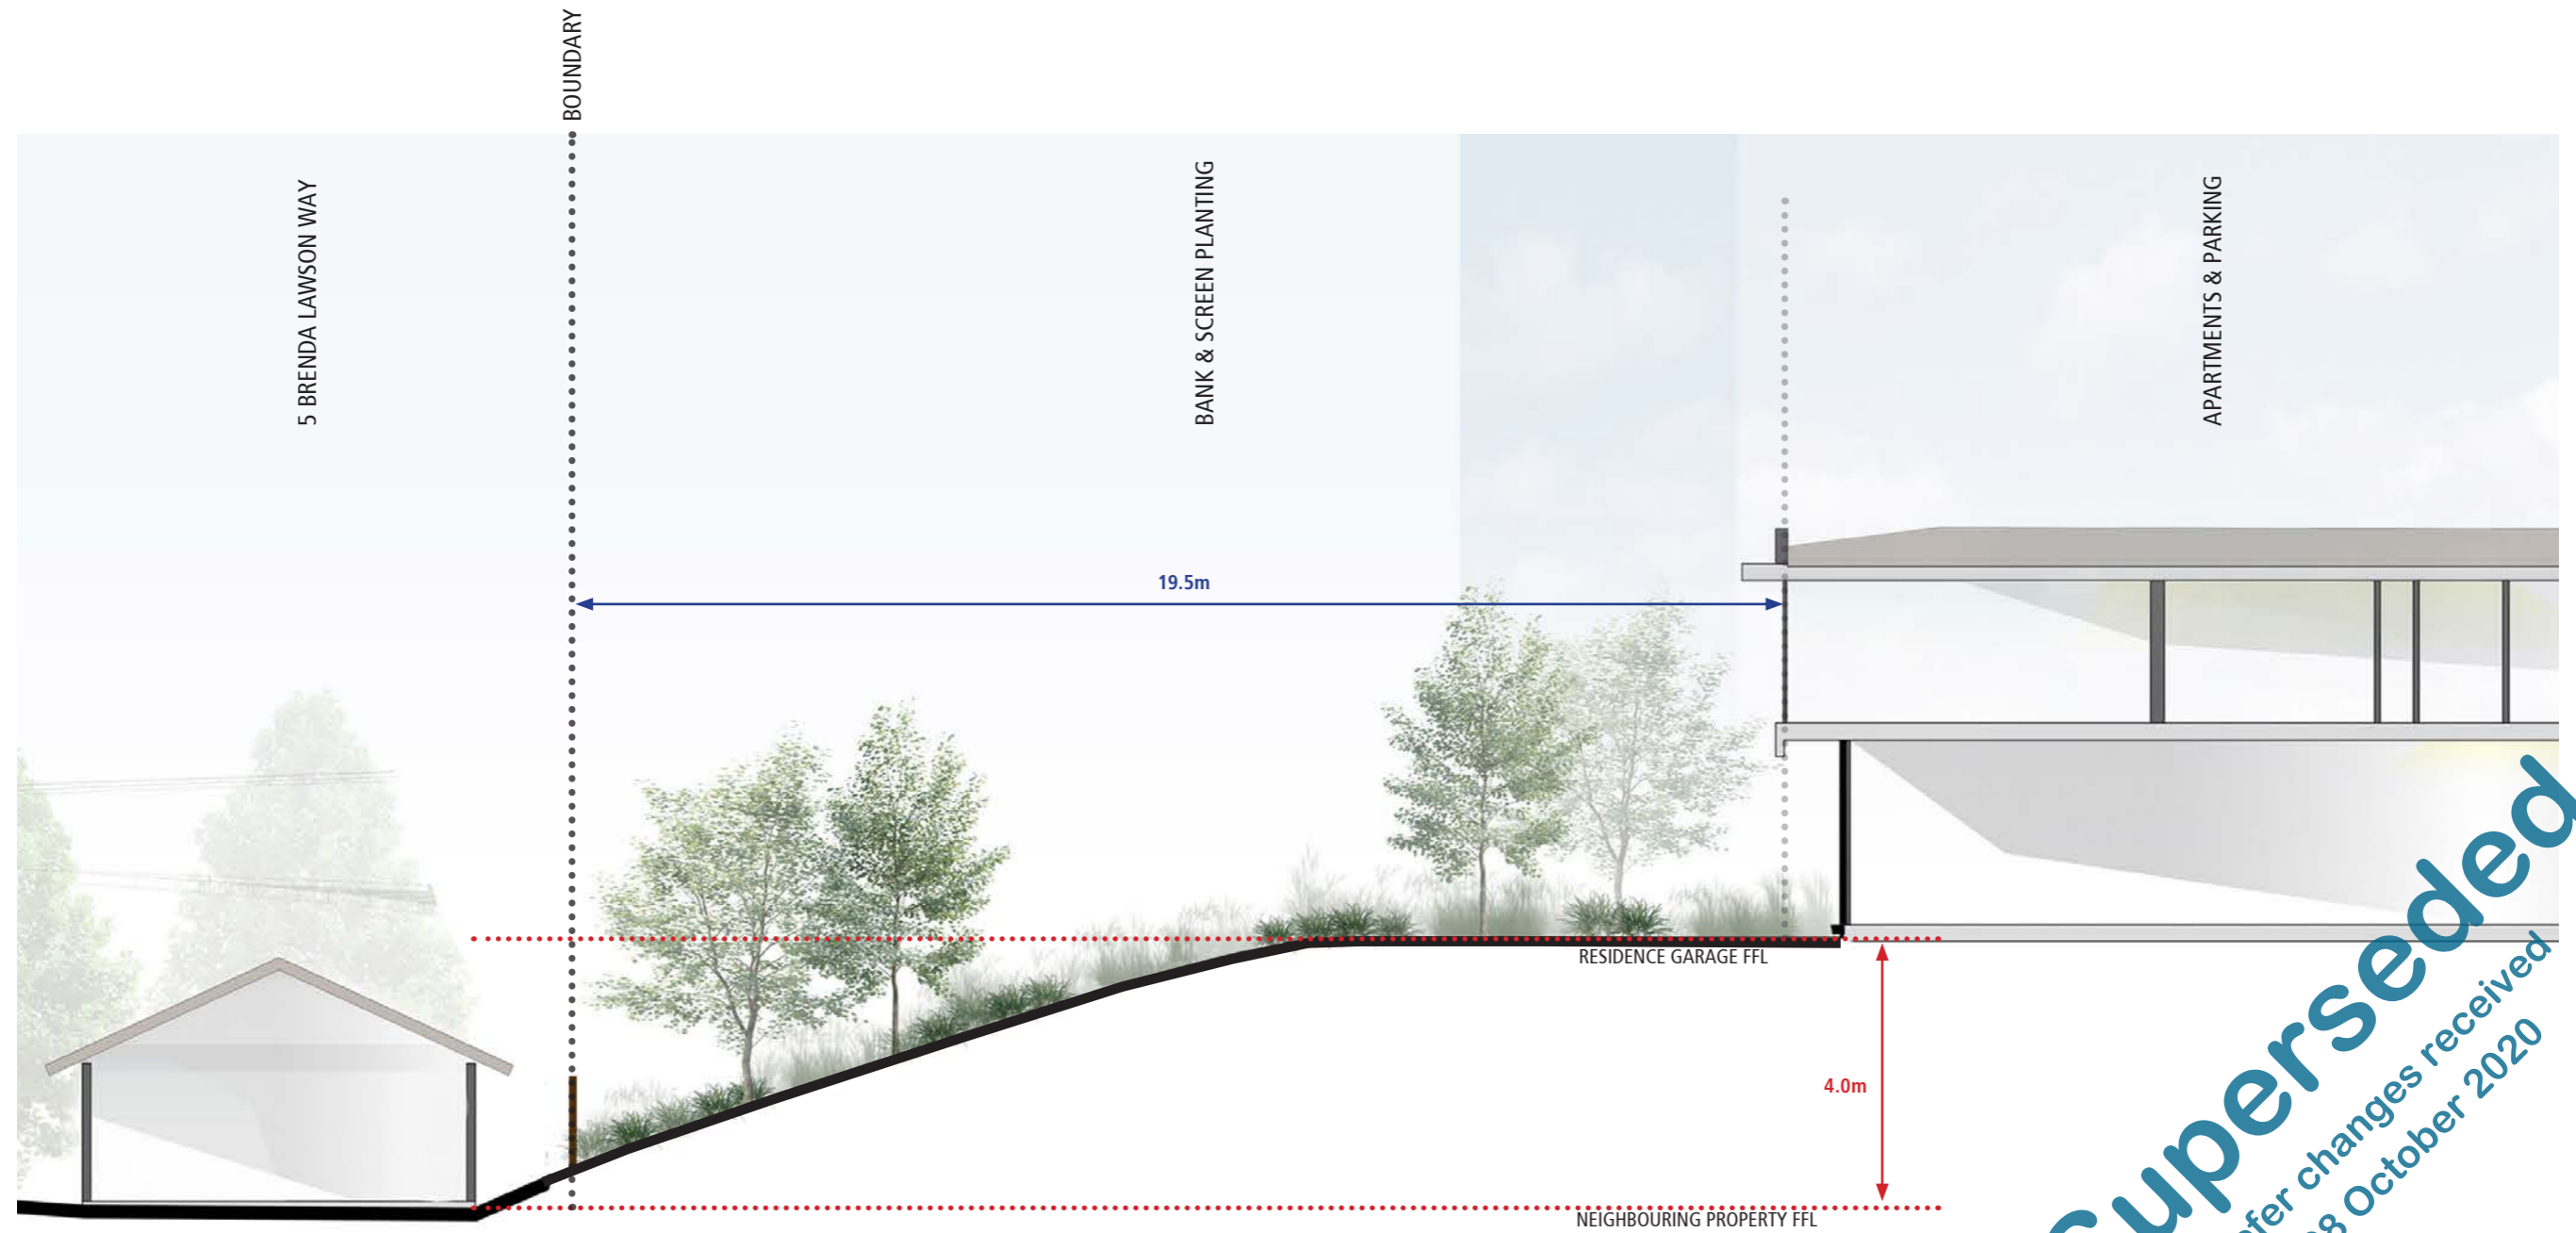 BOUNDARY
5 BRENDA LAWSON WAY
BANK & SCREEN PLANTING
APARTMENTS & PARKING
19.5m
RESIDENCE GARAGE FFL
4.0m
NEIGHBOURING PROPERTY FFL
Superseded
changes received
October 2020